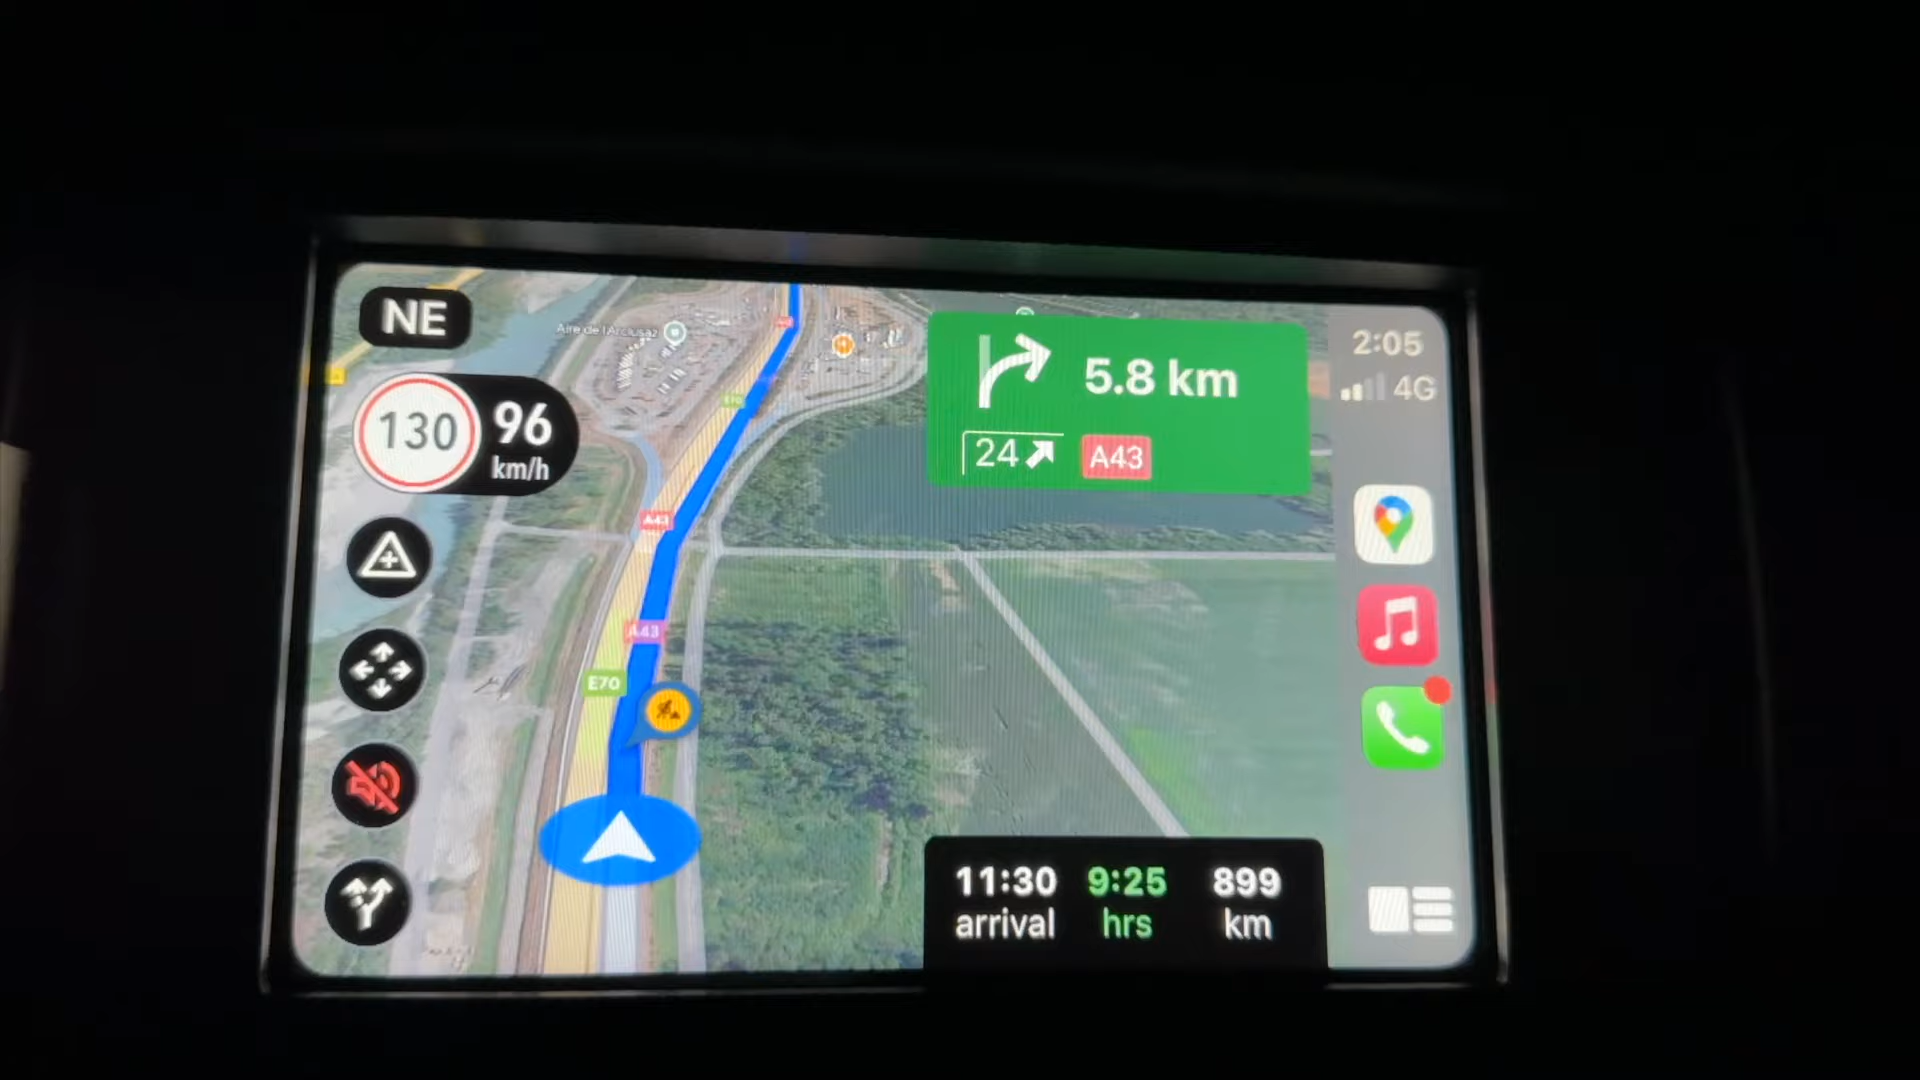 NE
130
96
km/h
Aire de l'Arclusaz
E70
A43
A43
E70
5.8 km
24
A43
2:05
4G
11:30
arrival
9:25
hrs
899
km